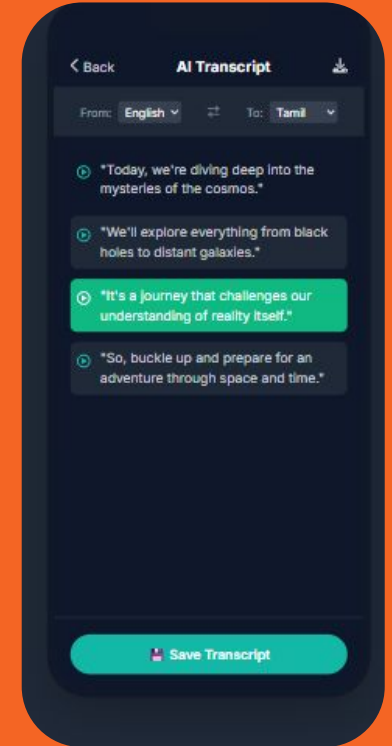 Back AI Transcript
From: English To: Tamil
"Today, we're diving deep into the
mysteries of the cosmos."
"We'll explore everything from black
holes to distant galaxies."
"It's a journey that challenges our
understanding of reality itself."
"So, buckle up and prepare for an
adventure through space and time."
Save Transcript